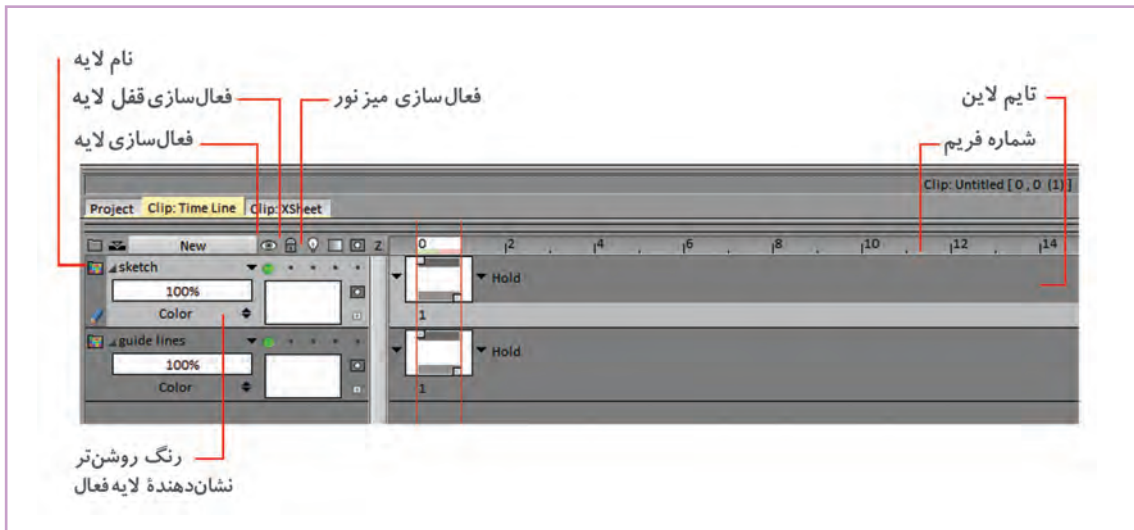 نام لایه
فعال‌سازی قفل لایه
فعال‌سازی میز نور
تایم لاین
فعال‌سازی لایه
شماره فریم
Clip: Untitled [ 0 , 0 (1) ]
Project Clip: Time Line Clip: XSheet
New Z 0 2 4 6 8 10 12 14
sketch
Hold
100%
Color 1
guide lines
Hold
100%
Color 1
رنگ روشن‌تر
نشان‌دهندهٔ لایه فعال